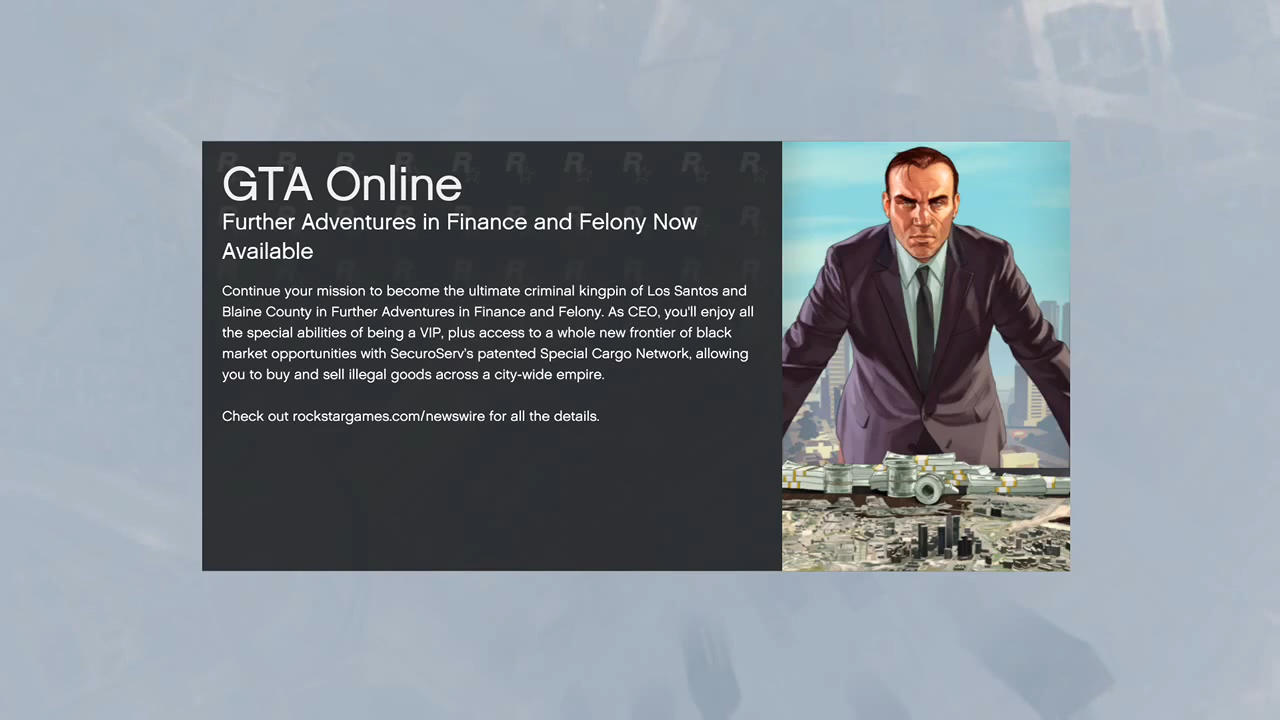 GTA Online
Further Adventures in Finance and Felony Now
Available
Continue your mission to become the ultimate criminal kingpin of Los Santos and
Blaine County in Further Adventures in Finance and Felony. As CEO, you'll enjoy all
the special abilities of being a VIP, plus access to a whole new frontier of black
market opportunities with SecuroServ's patented Special Cargo Network, allowing
you to buy and sell illegal goods across a city-wide empire.
Check out rockstargames.com/newswire for all the details.